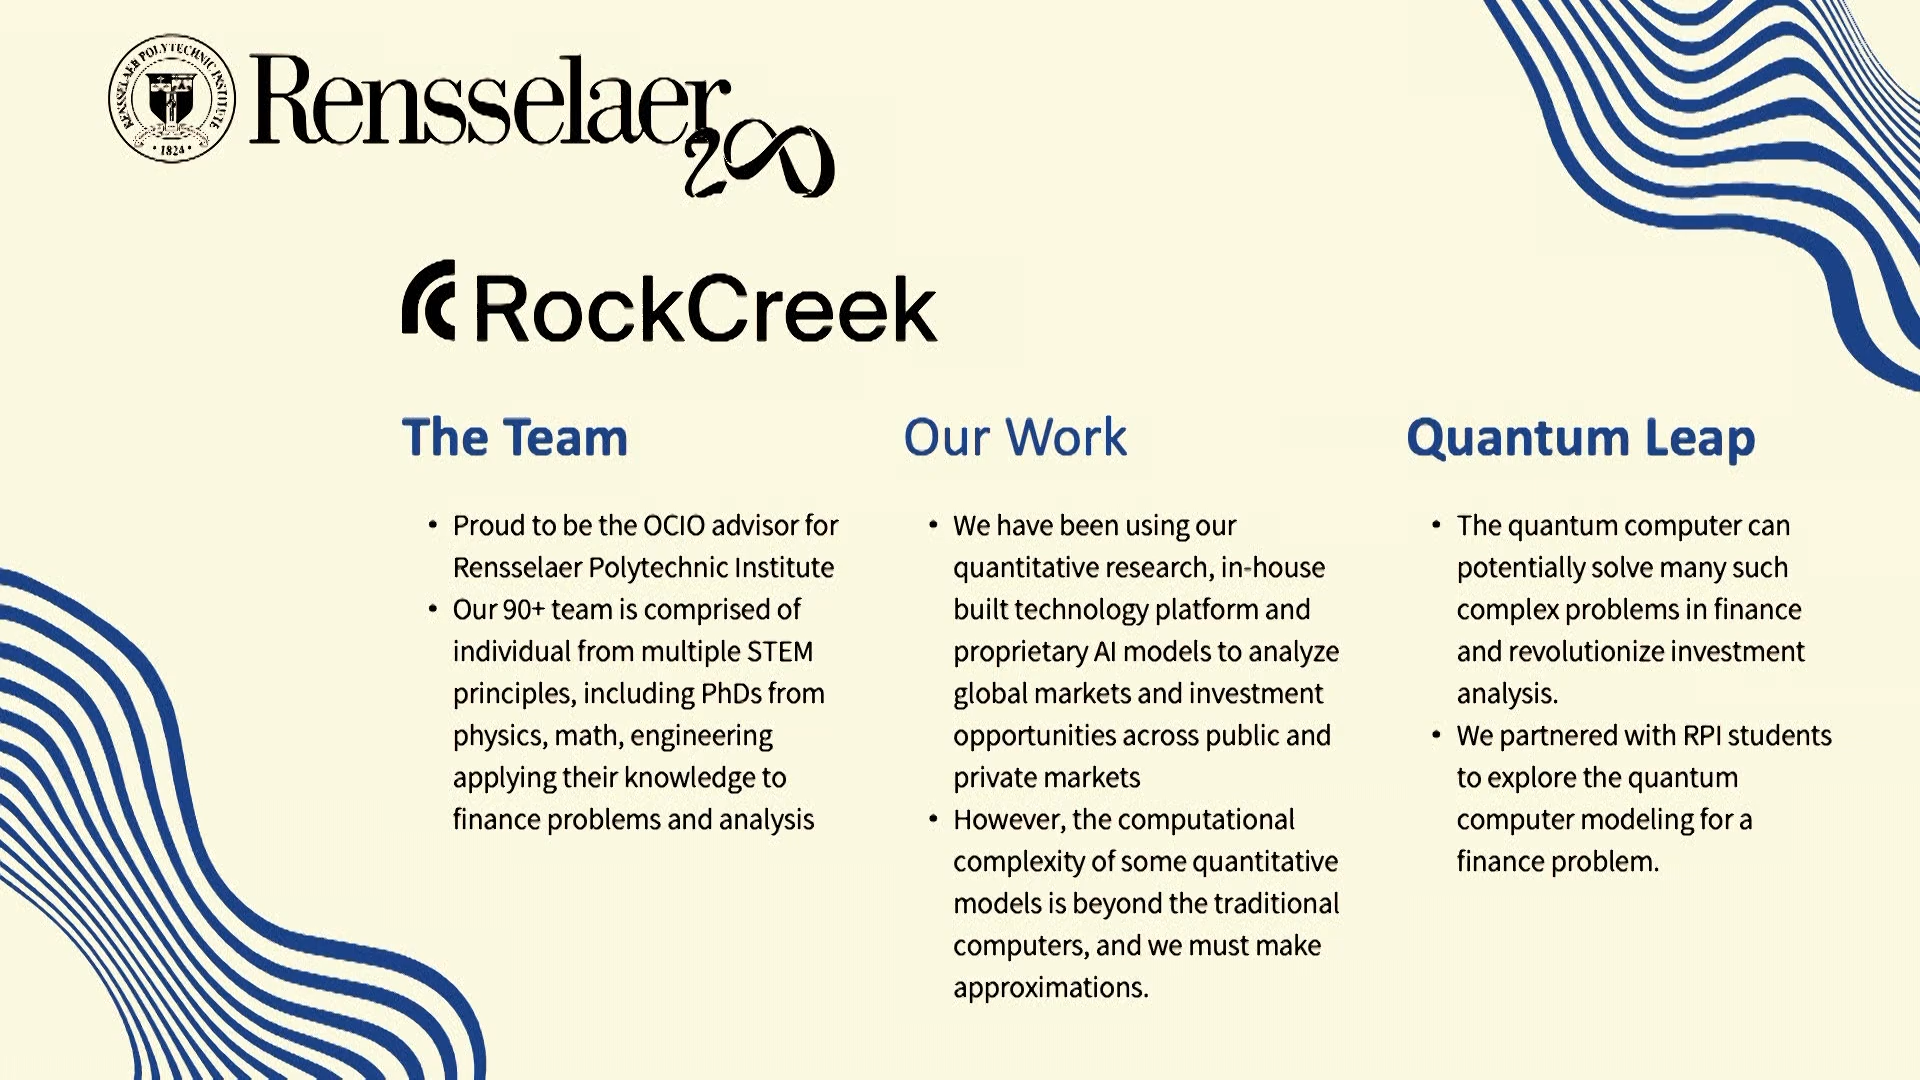 RENSSELAER POLYTECHNIC INSTITUTE
• 1824 •
Rensselaer
200
RockCreek
The Team
• Proud to be the OCIO advisor for
Rensselaer Polytechnic Institute
• Our 90+ team is comprised of
individual from multiple STEM
principles, including PhDs from
physics, math, engineering
applying their knowledge to
finance problems and analysis
Our Work
• We have been using our
quantitative research, in-house
built technology platform and
proprietary AI models to analyze
global markets and investment
opportunities across public and
private markets
• However, the computational
complexity of some quantitative
models is beyond the traditional
computers, and we must make
approximations.
Quantum Leap
• The quantum computer can
potentially solve many such
complex problems in finance
and revolutionize investment
analysis.
• We partnered with RPI students
to explore the quantum
computer modeling for a
finance problem.